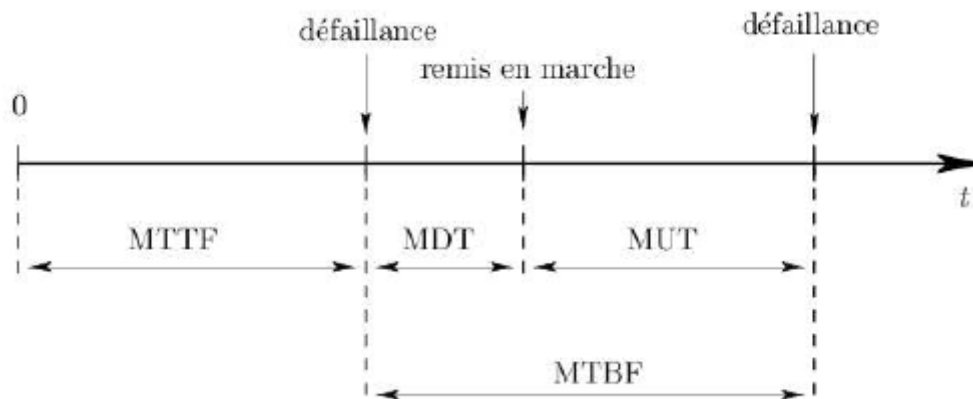 défaillance
défaillance
remis en marche
0
t
MTTF
MDT
MUT
MTBF